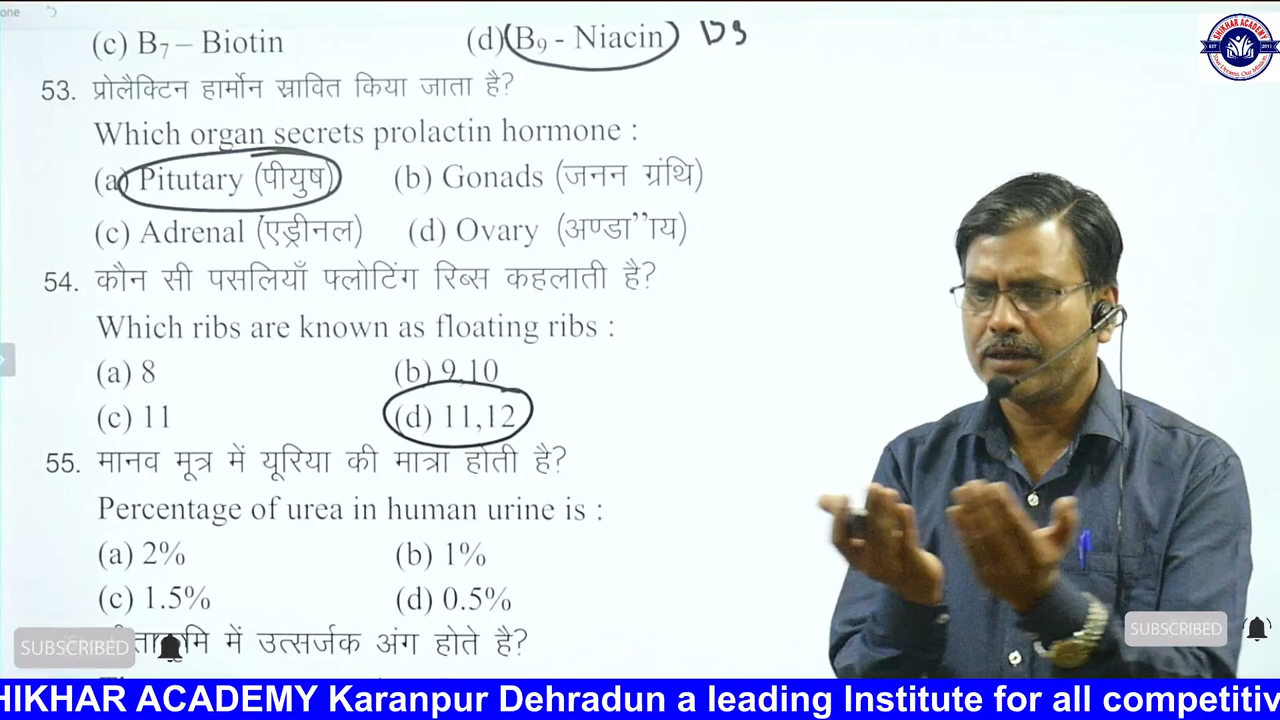 one
(c) B7 – Biotin (d) B9 - Niacin B3
53. प्रोलैक्टिन हार्मोन स्रावित किया जाता है?
Which organ secrets prolactin hormone :
(a) Pitutary (पीयुष) (b) Gonads (जनन ग्रंथि)
(c) Adrenal (एड्रीनल) (d) Ovary (अण्डा”ाय)
54. कौन सी पसलियाँ फ्लोटिंग रिब्स कहलाती है?
Which ribs are known as floating ribs :
(a) 8 (b) 9,10
(c) 11 (d) 11,12
55. मानव मूत्र में यूरिया की मात्रा होती है?
Percentage of urea in human urine is :
(a) 2% (b) 1%
(c) 1.5% (d) 0.5%
में उत्सर्जक अंग होते है?
SUBSCRIBED
SUBSCRIBED
SHIKHAR ACADEMY
HIKHAR ACADEMY Karanpur Dehradun a leading Institute for all competitiv